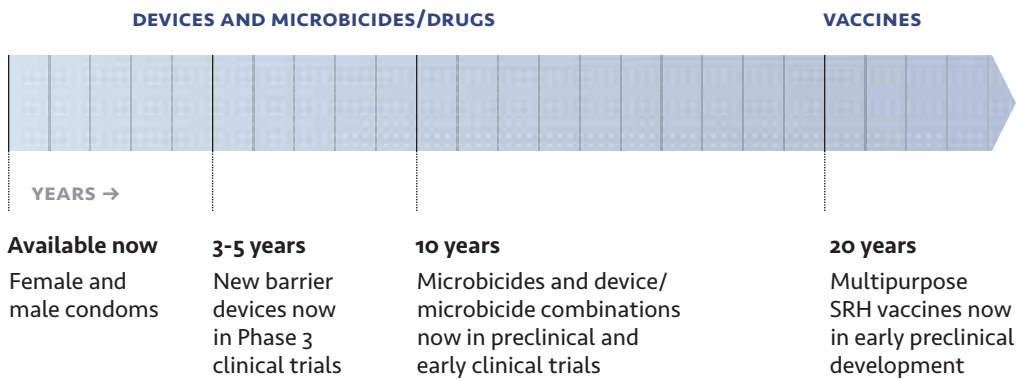 DEVICES AND MICROBICIDES/DRUGS
VACCINES
YEARS →
Available now
Female and
male condoms
3-5 years
New barrier
devices now
in Phase 3
clinical trials
10 years
Microbicides and device/
microbicide combinations
now in preclinical and
early clinical trials
20 years
Multipurpose
SRH vaccines now
in early preclinical
development